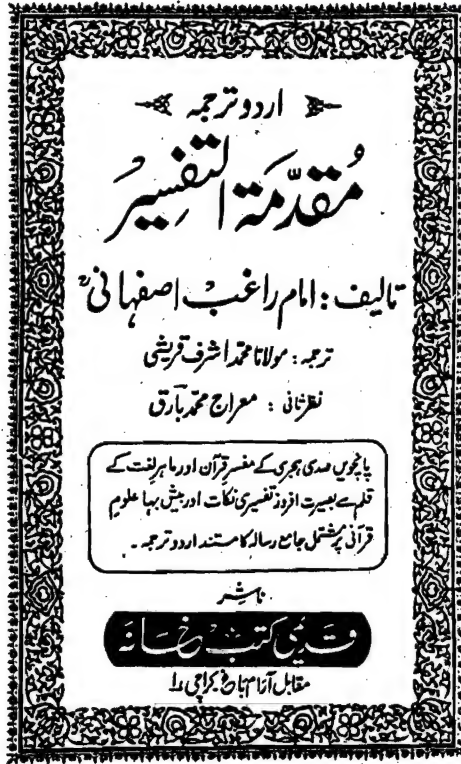 اردو ترجمہ
مُقدّمۃ التفسیر
تالیف : امام راغب اصفہانیؒ
ترجمہ : مولانا محمد اشرف قریشی
نظر ثانی : معراج محمد بارق
پانچویں صدی ہجری کے مفسر قرآن اور ماہر لغت کے
قلم سے بصیرت افروز تفسیری نکات اور بیش بہا علوم
قرآنی پر مشتمل جامع رسالہ کا مستند اردو ترجمہ ۔
ناشر
قدیمی کتب خانہ
مقابل آرام باغ کراچی ۱